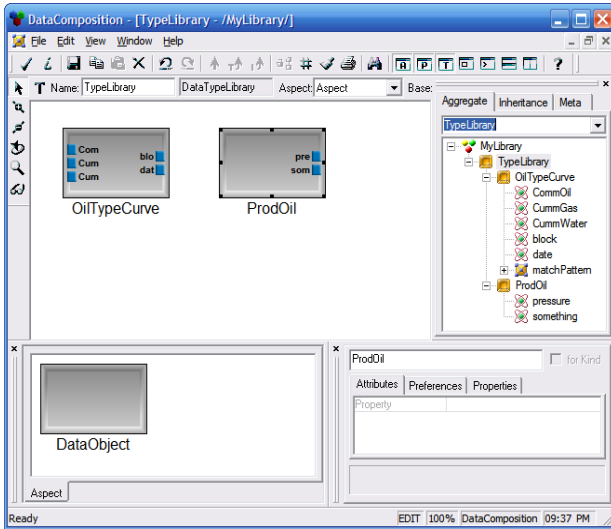 DataComposition - [TypeLibrary - /MyLibrary/]
File Edit View Window Help
T Name: TypeLibrary DataTypeLibrary Aspect: Aspect Base:
Aggregate Inheritance Meta
TypeLibrary
MyLibrary
TypeLibrary
OilTypeCurve
CommOil
CummGas
CummWater
block
date
matchPattern
ProdOil
pressure
something
Com
Cum
Cum
blo
dat
OilTypeCurve
pre
som
ProdOil
DataObject
Aspect
ProdOil for Kind
Attributes Preferences Properties
Property
Ready EDIT 100% DataComposition 09:37 PM